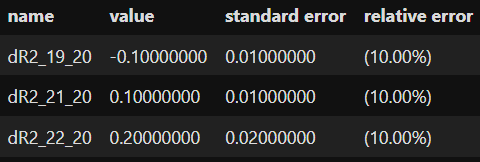 name value standard error relative error
dR2_19_20 -0.10000000 0.01000000 (10.00%)
dR2_21_20 0.10000000 0.01000000 (10.00%)
dR2_22_20 0.20000000 0.02000000 (10.00%)